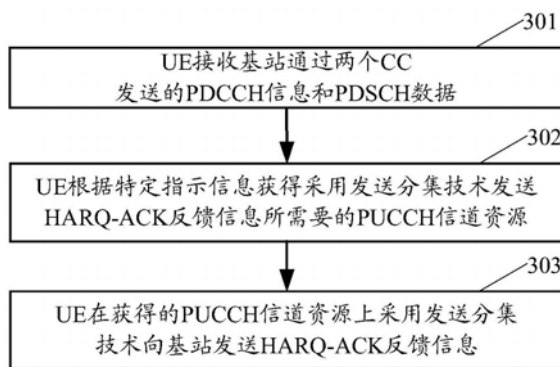 301
UE接收基站通过两个CC
发送的PDCCH信息和PDSCH数据
302
UE根据特定指示信息获得采用发送分集技术发送
HARQ-ACK反馈信息所需要的PUCCH信道资源
303
UE在获得的PUCCH信道资源上采用发送分集
技术向基站发送HARQ-ACK反馈信息